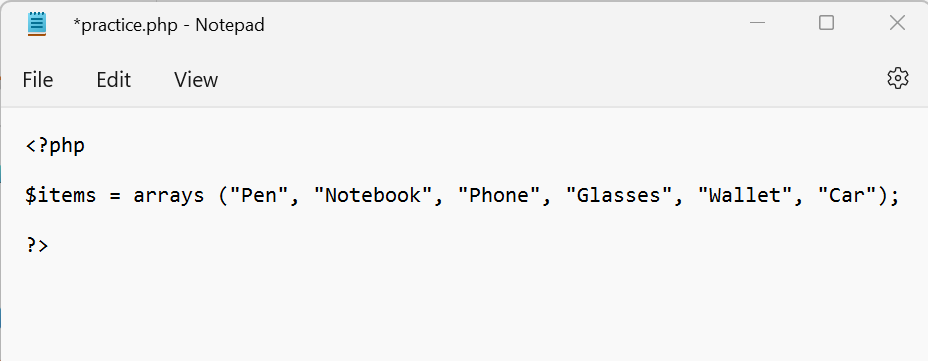 *practice.php - Notepad
File Edit View
<?php
$items = arrays ("Pen", "Notebook", "Phone", "Glasses", "Wallet", "Car");
?>